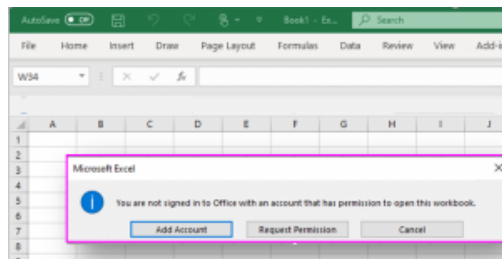 AutoSave Off Book1 - Ex... Search
File Home Insert Draw Page Layout Formulas Data Review View Add-i
W34 fx
A B C D E F G H I J
1
2
3
Microsoft Excel
4
5
You are not signed in to Office with an account that has permission to open this workbook.
6
7
Add Account Request Permission Cancel
8